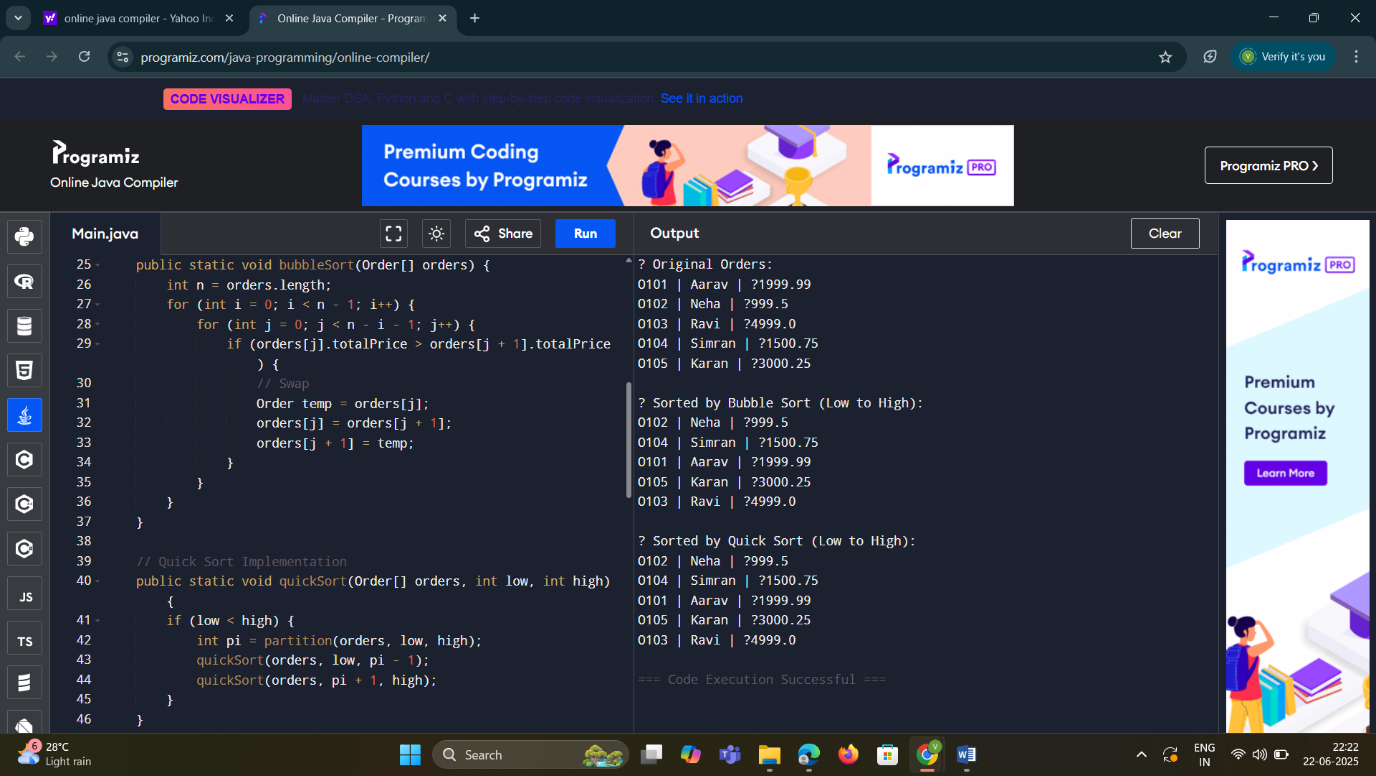 online java compiler - Yahoo In
Online Java Compiler - Program
programiz.com/java-programming/online-compiler/
V
Verify it's you
CODE VISUALIZER Master DSA, Python and C with step-by-step code visualization. See it in action
Programiz
Online Java Compiler
Premium Coding
Courses by Programiz
Programiz PRO
Programiz PRO
Main.java
Share
Run
Output
Clear
25 public static void bubbleSort(Order[] orders) {
26 int n = orders.length;
27 for (int i = 0; i < n - 1; i++) {
28 for (int j = 0; j < n - i - 1; j++) {
29 if (orders[j].totalPrice > orders[j + 1].totalPrice
) {
30 // Swap
31 Order temp = orders[j];
32 orders[j] = orders[j + 1];
33 orders[j + 1] = temp;
34 }
35 }
36 }
37 }
38
39 // Quick Sort Implementation
40 public static void quickSort(Order[] orders, int low, int high)
{
41 if (low < high) {
42 int pi = partition(orders, low, high);
43 quickSort(orders, low, pi - 1);
44 quickSort(orders, pi + 1, high);
45 }
46 }
? Original Orders:
O101 | Aarav | ?1999.99
O102 | Neha | ?999.5
O103 | Ravi | ?4999.0
O104 | Simran | ?1500.75
O105 | Karan | ?3000.25
? Sorted by Bubble Sort (Low to High):
O102 | Neha | ?999.5
O104 | Simran | ?1500.75
O101 | Aarav | ?1999.99
O105 | Karan | ?3000.25
O103 | Ravi | ?4999.0
? Sorted by Quick Sort (Low to High):
O102 | Neha | ?999.5
O104 | Simran | ?1500.75
O101 | Aarav | ?1999.99
O105 | Karan | ?3000.25
O103 | Ravi | ?4999.0
=== Code Execution Successful ===
Programiz PRO
Premium
Courses by
Programiz
Learn More
JS
TS
6
28°C
Light rain
Search
ENG
IN
22:22
22-06-2025